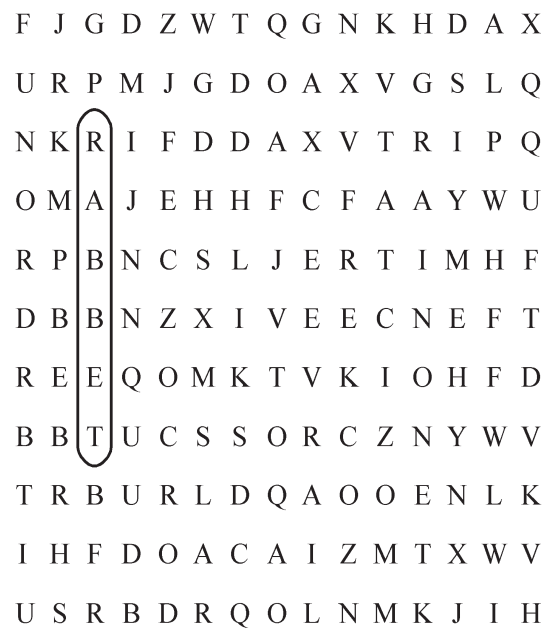 F J G D Z W T Q G N K H D A X
U R P M J G D O A X V G S L Q
N K R I F D D A X V T R I P Q
O M A J E H H F C F A A Y W U
R P B N C S L J E R T I M H F
D B B N Z X I V E E C N E F T
R E E Q O M K T V K I O H F D
B B T U C S S O R C Z N Y W V
T R B U R L D Q A O O E N L K
I H F D O A C A I Z M T X W V
U S R B D R Q O L N M K J I H